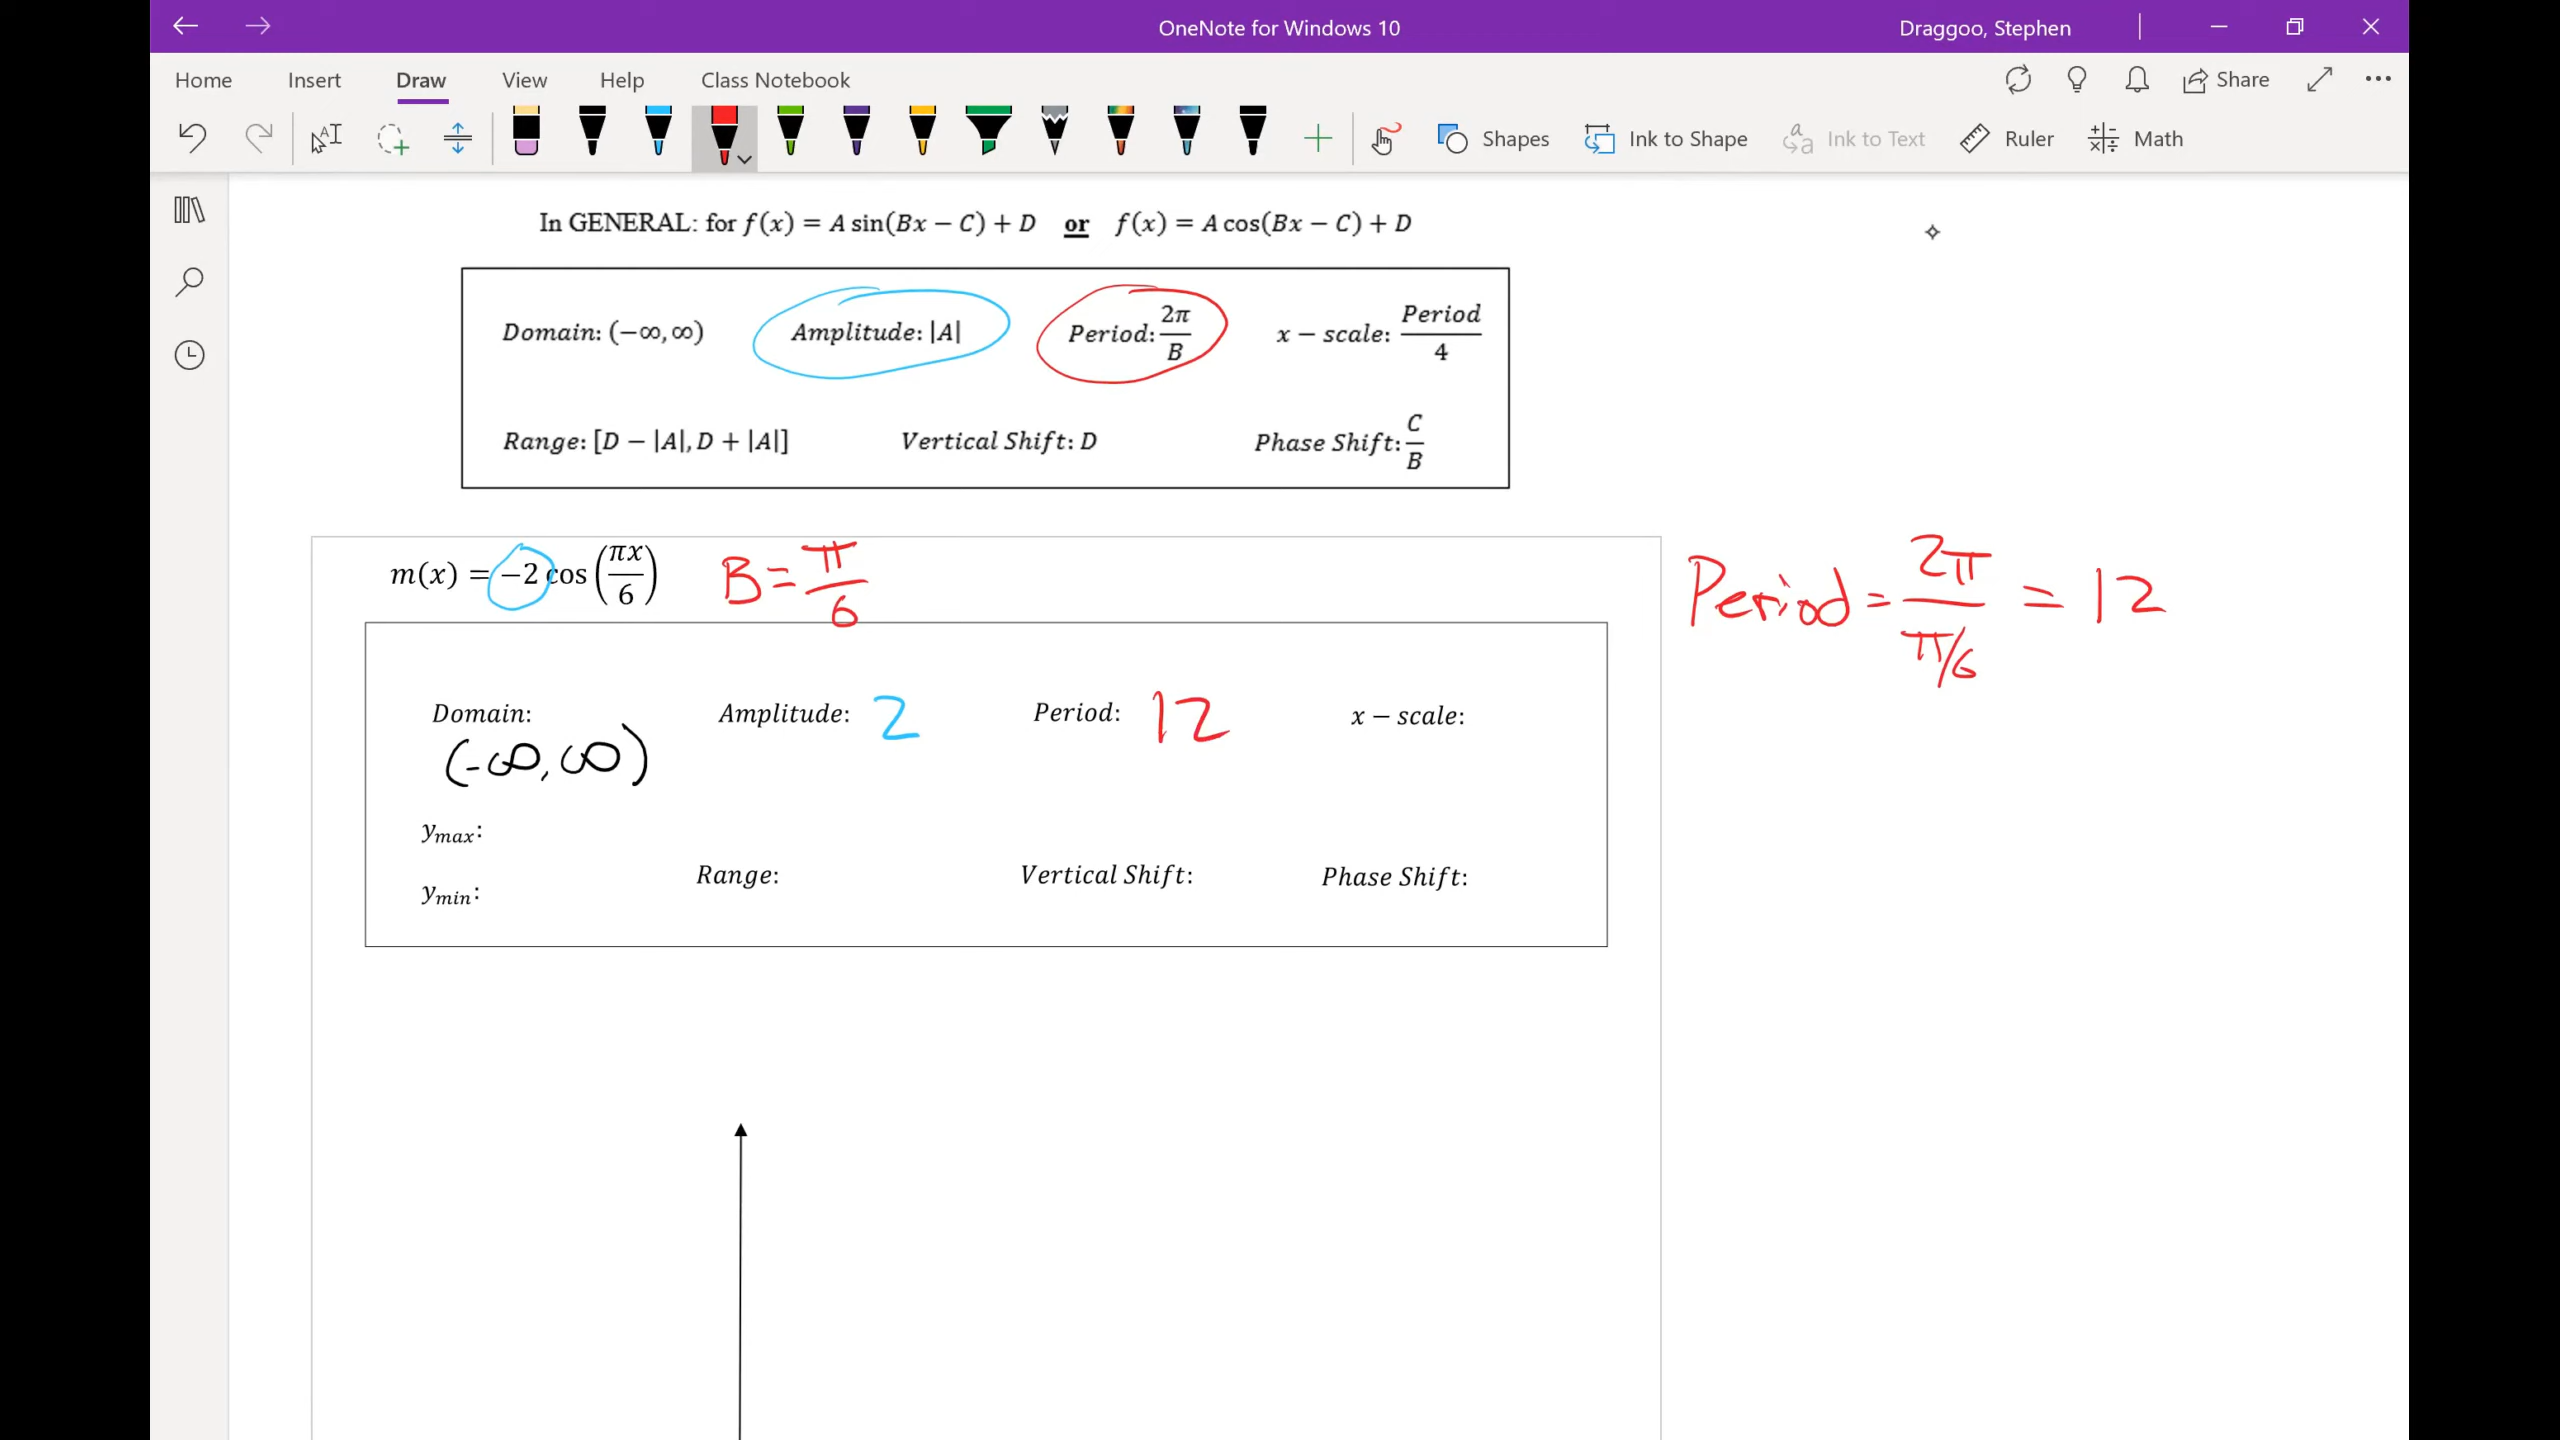 OneNote for Windows 10
Draggoo, Stephen
Home Insert Draw View Help Class Notebook Share
Shapes Ink to Shape Ink to Text Ruler Math
In GENERAL: for f(x) = A sin(Bx − C) + D or f(x) = A cos(Bx − C) + D
Domain: (−∞, ∞) Amplitude: |A| Period: 2π/B x − scale: Period/4
Range: [D − |A|, D + |A|] Vertical Shift: D Phase Shift: C/B
m(x) = −2 cos(πx/6) B = π/6 Period = 2π/(π/6) = 12
Domain: Amplitude: 2 Period: 12 x − scale:
(-∞, ∞)
y_max:
Range: Vertical Shift: Phase Shift:
y_min: